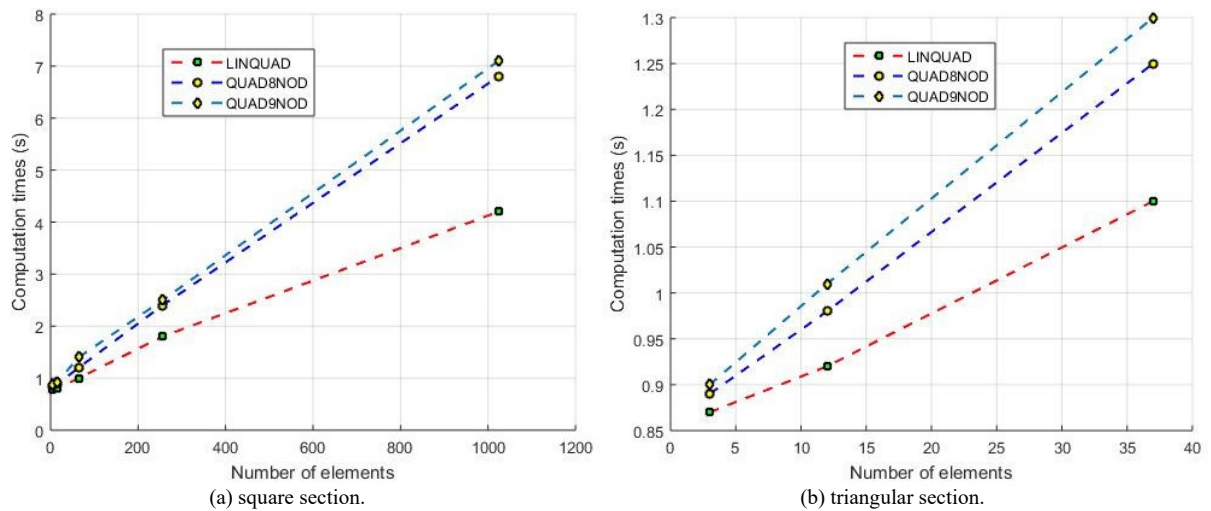 8
7
6
5
4
3
2
1
0
Computation times (s)
LINQUAD
QUAD8NOD
QUAD9NOD
0 200 400 600 800 1000 1200
Number of elements
(a) square section.
1.3
1.25
1.2
1.15
1.1
1.05
1
0.95
0.9
0.85
Computation times (s)
LINQUAD
QUAD8NOD
QUAD9NOD
0 5 10 15 20 25 30 35 40
Number of elements
(b) triangular section.